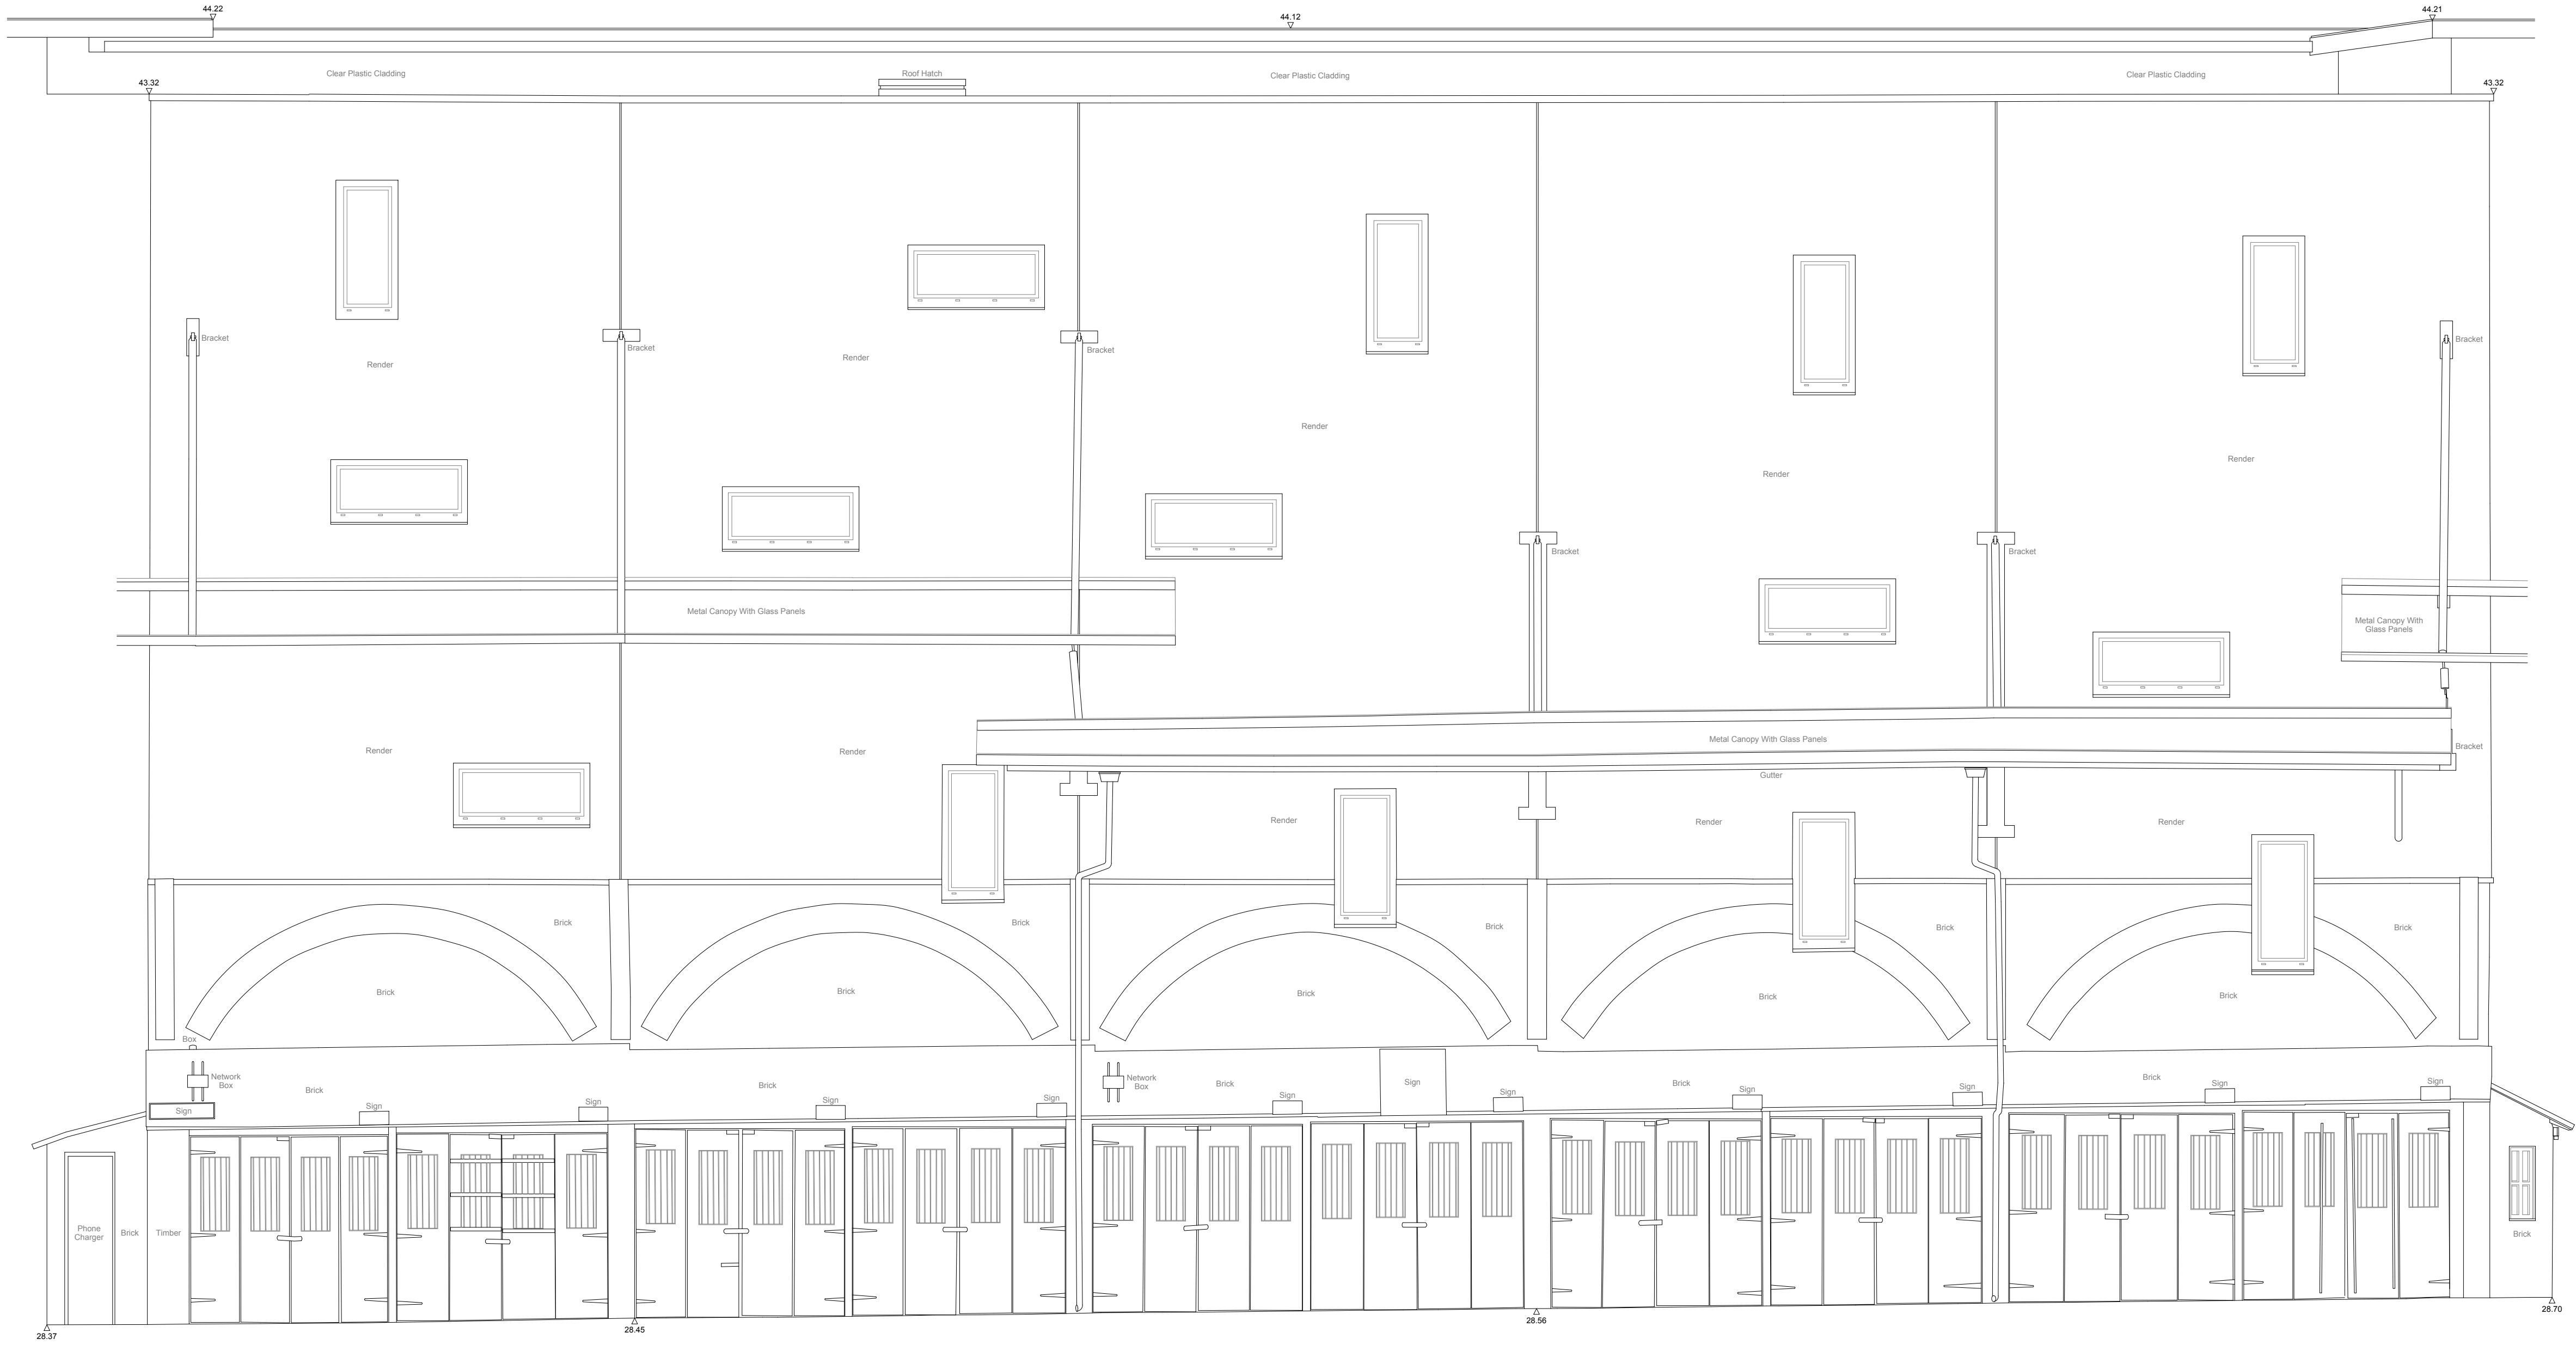 44.22
44.12
44.21
Clear Plastic Cladding
Roof Hatch
Clear Plastic Cladding
Clear Plastic Cladding
43.32
43.32
Bracket
Bracket
Bracket
Bracket
Render
Render
Render
Render
Render
Bracket
Bracket
Metal Canopy With Glass Panels
Metal Canopy With
Glass Panels
Metal Canopy With Glass Panels
Bracket
Render
Render
Gutter
Render
Render
Render
Brick
Brick
Brick
Brick
Brick
Brick
Brick
Brick
Brick
Brick
Box
Network
Box
Brick
Brick
Network
Box
Brick
Sign
Brick
Brick
Sign
Sign
Sign
Sign
Sign
Sign
Sign
Sign
Sign
Sign
Sign
Phone
Charger
Brick
Timber
Brick
28.37
28.45
28.56
28.70